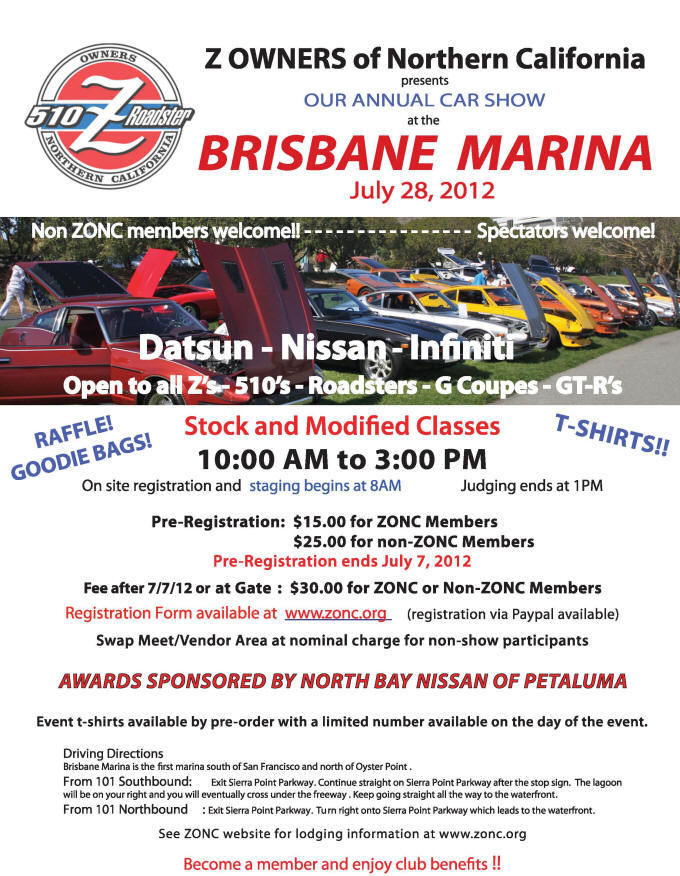 OWNERS
510 Z Roadster
NORTHERN CALIFORNIA
Z OWNERS of Northern California
presents
OUR ANNUAL CAR SHOW
at the
BRISBANE MARINA
July 28, 2012
Non ZONC members welcome!! - - - - - - - - - - - - - - - - Spectators welcome!
Datsun - Nissan - Infiniti
Open to all Z's - 510's - Roadsters - G Coupes - GT-R's
RAFFLE!
GOODIE BAGS!
Stock and Modified Classes
T-SHIRTS!!
10:00 AM to 3:00 PM
On site registration and staging begins at 8AM Judging ends at 1PM
Pre-Registration: $15.00 for ZONC Members
$25.00 for non-ZONC Members
Pre-Registration ends July 7, 2012
Fee after 7/7/12 or at Gate : $30.00 for ZONC or Non-ZONC Members
Registration Form available at www.zonc.org (registration via Paypal available)
Swap Meet/Vendor Area at nominal charge for non-show participants
AWARDS SPONSORED BY NORTH BAY NISSAN OF PETALUMA
Event t-shirts available by pre-order with a limited number available on the day of the event.
Driving Directions
Brisbane Marina is the first marina south of San Francisco and north of Oyster Point .
From 101 Southbound: Exit Sierra Point Parkway. Continue straight on Sierra Point Parkway after the stop sign. The lagoon
will be on your right and you will eventually cross under the freeway . Keep going straight all the way to the waterfront.
From 101 Northbound : Exit Sierra Point Parkway. Turn right onto Sierra Point Parkway which leads to the waterfront.
See ZONC website for lodging information at www.zonc.org
Become a member and enjoy club benefits !!